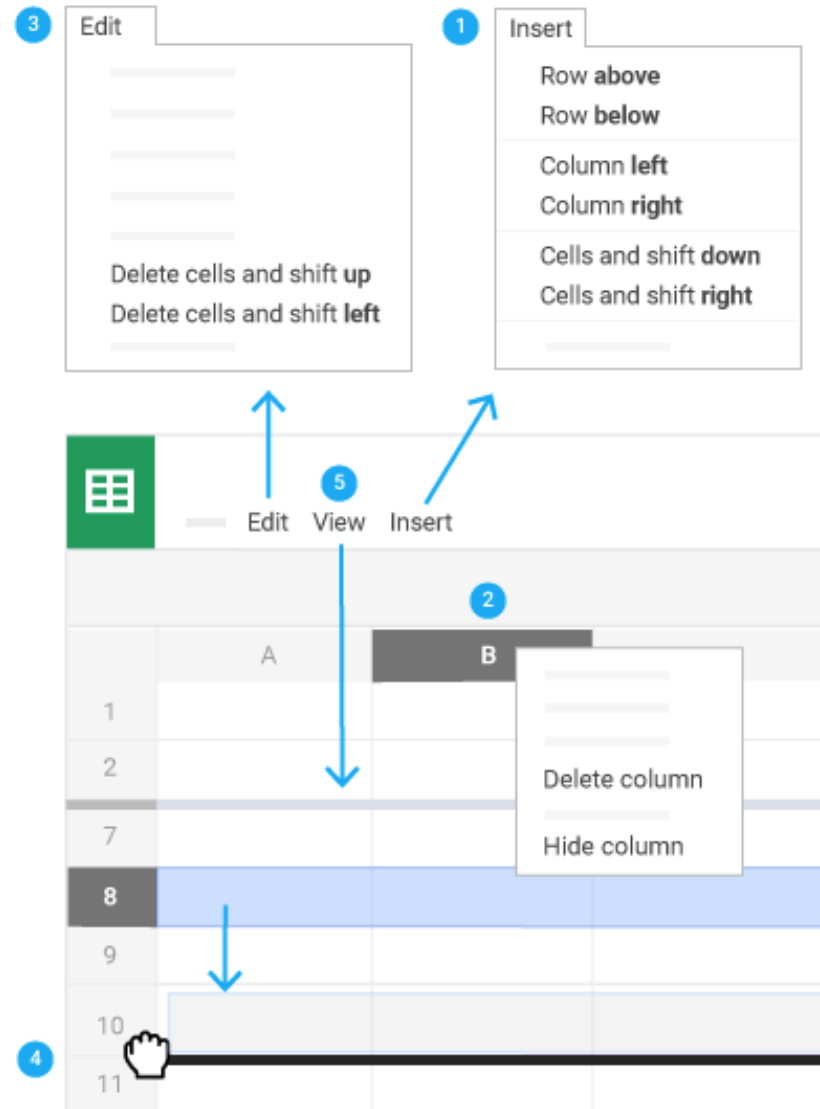 3 Edit
Delete cells and shift up
Delete cells and shift left
1 Insert
Row above
Row below
Column left
Column right
Cells and shift down
Cells and shift right
5
Edit View Insert
2
A B
1
2
Delete column
7
Hide column
8
9
10
4
11